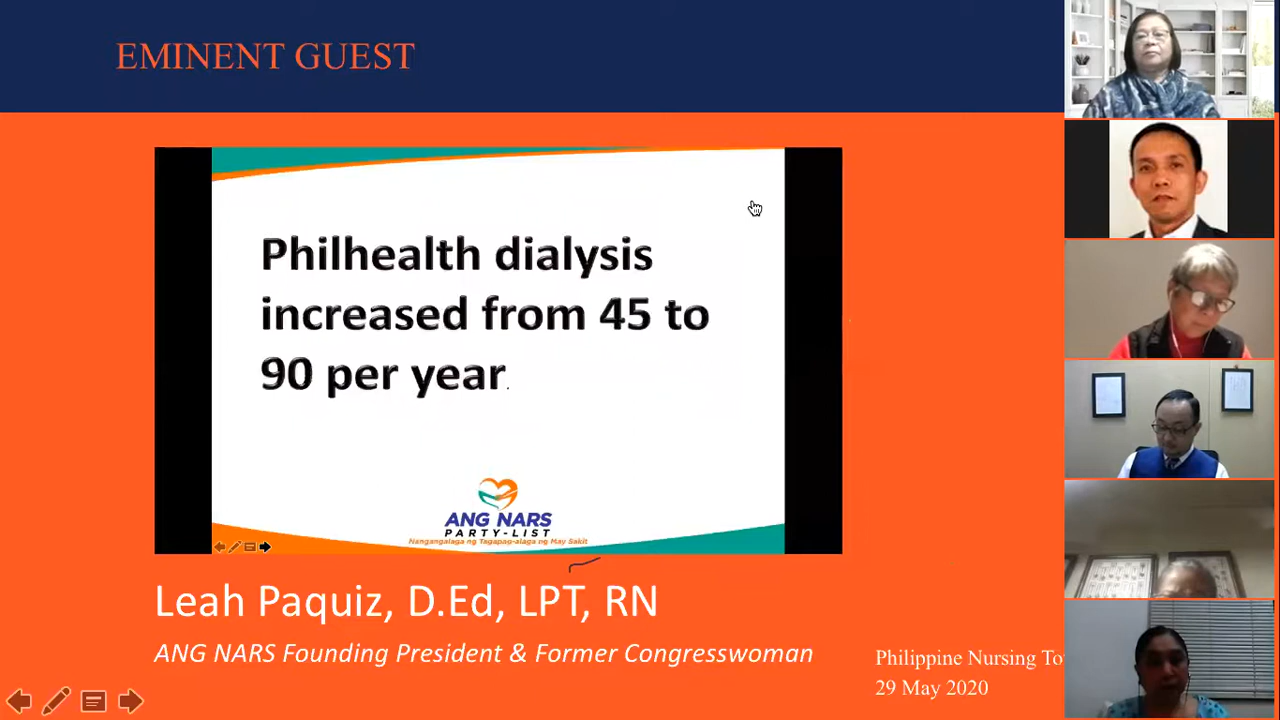 EMINENT GUEST
Philhealth dialysis
increased from 45 to
90 per year.
ANG NARS
PARTY-LIST
Nangangalaga ng Tagapag-alaga ng May Sakit
Leah Paquiz, D.Ed, LPT, RN
ANG NARS Founding President & Former Congresswoman
Philippine Nursing To
29 May 2020